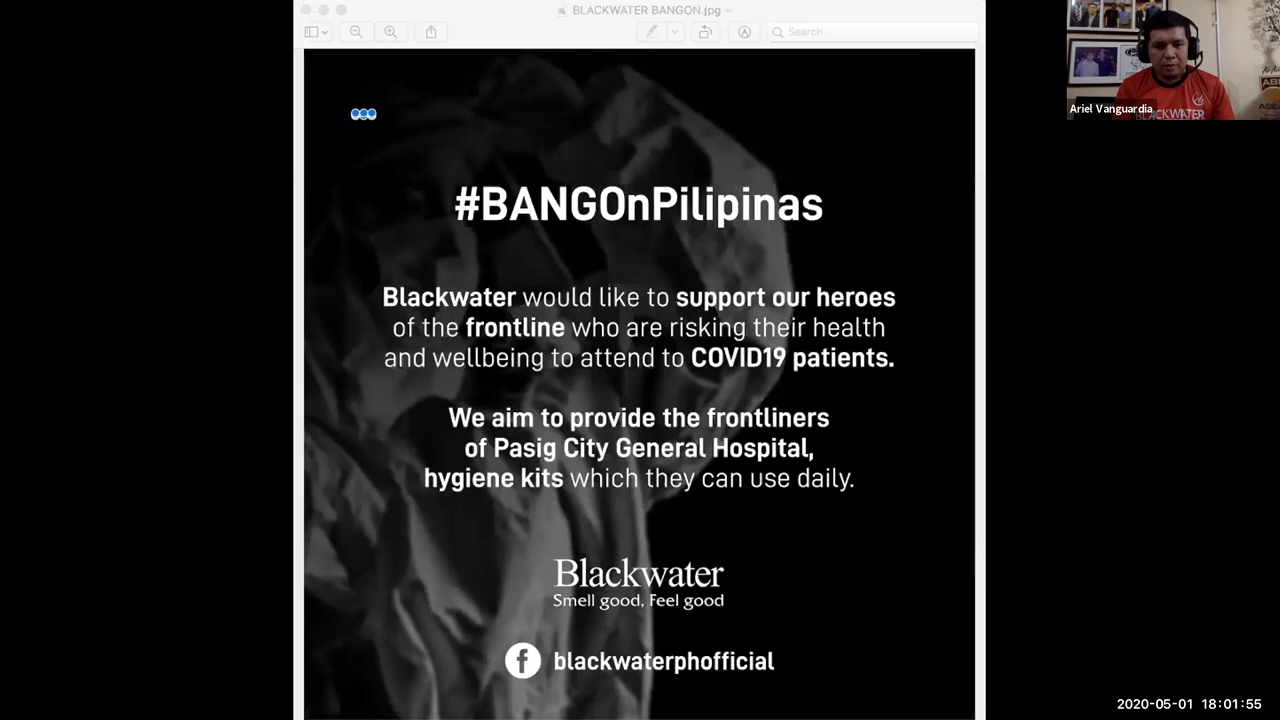 BLACKWATER BANGON.jpg
Search
#BANGOnPilipinas
Blackwater would like to support our heroes
of the frontline who are risking their health
and wellbeing to attend to COVID19 patients.
We aim to provide the frontliners
of Pasig City General Hospital,
hygiene kits which they can use daily.
Blackwater
Smell good, Feel good
f blackwaterphofficial
Ariel Vanguardia
BLACKWATER
2020-05-01 18:01:55